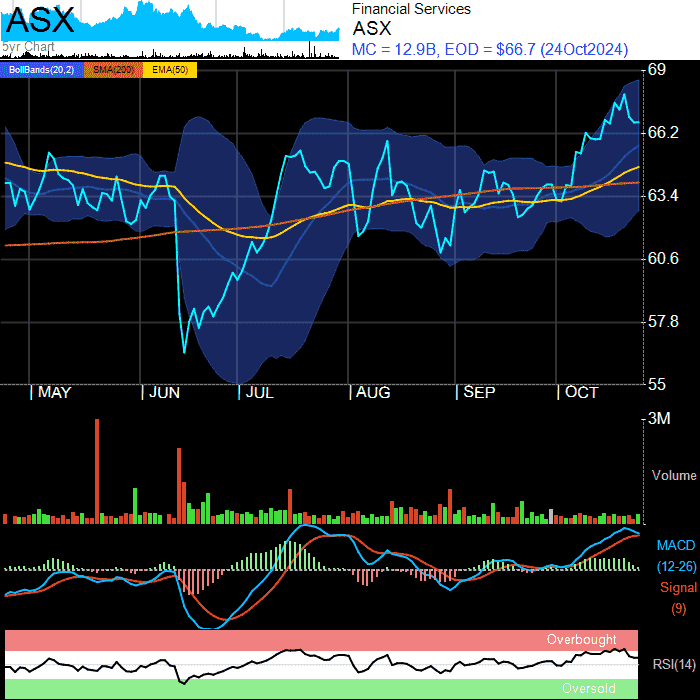 ASX
5yr Chart
Financial Services
ASX
MC = 12.9B, EOD = $66.7 (24Oct2024)
BollBands(20,2) SMA(200) EMA(50)
69
66.2
63.4
60.6
57.8
55
MAY JUN JUL AUG SEP OCT
3M
Volume
MACD
(12-26)
Signal
(9)
Overbought
RSI(14)
Oversold